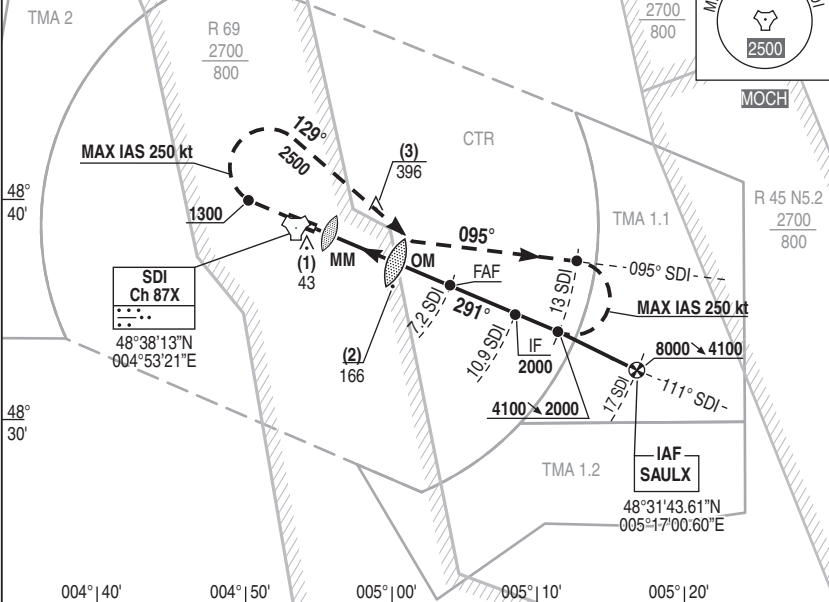 TMA 2
R 69
2700
800
2700
800
2500
MOCH
CTR
129°
2500
(3)
396
MAX IAS 250 kt
48°
40'
1300
TMA 1.1
R 45 N5.2
2700
800
095°
095° SDI
(1)
43
MM
OM
FAF
13 SDI
MAX IAS 250 kt
SDI
Ch 87X
48°38'13"N
004°53'21"E
7.2 SDI
291°
10.9 SDI
IF
2000
8000 ↘ 4100
(2)
166
4100 ↘ 2000
17 SDI
111° SDI
48°
30'
IAF
SAULX
TMA 1.2
48°31'43.61"N
005°17'00.60"E
004° 40'
004° 50'
005° 00'
005° 10'
005° 20'